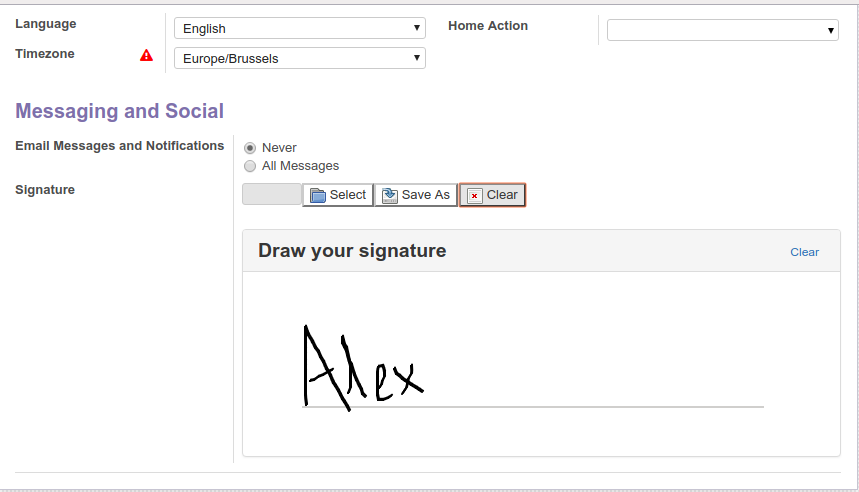 Language
English
Home Action
Timezone
Europe/Brussels
Messaging and Social
Email Messages and Notifications
Never
All Messages
Signature
Select
Save As
Clear
Draw your signature
Clear
Alex